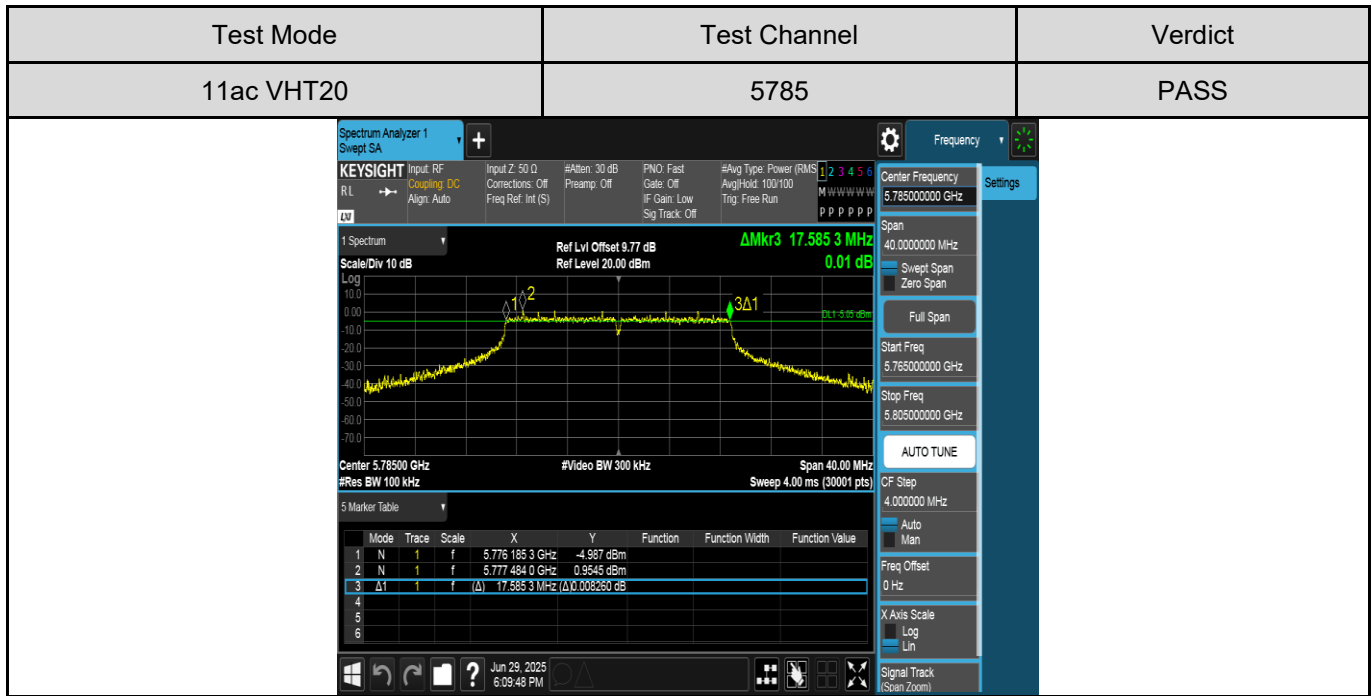 Test Mode Test Channel Verdict
11ac VHT20 5785 PASS
Spectrum Analyzer 1
Swept SA
+
Frequency
KEYSIGHT
RL
LXI
Input: RF
Coupling: DC
Align: Auto
Input Z: 50 Ω
Corrections: Off
Freq Ref: Int (S)
#Atten: 30 dB
Preamp: Off
PNO: Fast
Gate: Off
IF Gain: Low
Sig Track: Off
#Avg Type: Power (RMS
Avg|Hold: 100/100
Trig: Free Run
1 2 3 4 5 6
M W W W W W
P P P P P P
1 Spectrum
Scale/Div 10 dB
Ref Lvl Offset 9.77 dB
Ref Level 20.00 dBm
ΔMkr3 17.585 3 MHz
0.01 dB
Log
10.0
0.00
-10.0
-20.0
-30.0
-40.0
-50.0
-60.0
-70.0
1
2
3Δ1
DL1 -5.05 dBm
Center 5.78500 GHz
#Res BW 100 kHz
#Video BW 300 kHz
Span 40.00 MHz
Sweep 4.00 ms (30001 pts)
5 Marker Table
Mode Trace Scale X Y Function Function Width Function Value
1 N 1 f 5.776 185 3 GHz -4.987 dBm
2 N 1 f 5.777 484 0 GHz 0.9545 dBm
3 Δ1 1 f (Δ) 17.585 3 MHz (Δ)0.008260 dB
4
5
6
?
Jun 29, 2025
6:09:48 PM
Center Frequency
5.785000000 GHz
Settings
Span
40.0000000 MHz
Swept Span
Zero Span
Full Span
Start Freq
5.765000000 GHz
Stop Freq
5.805000000 GHz
AUTO TUNE
CF Step
4.000000 MHz
Auto
Man
Freq Offset
0 Hz
X Axis Scale
Log
Lin
Signal Track
(Span Zoom)